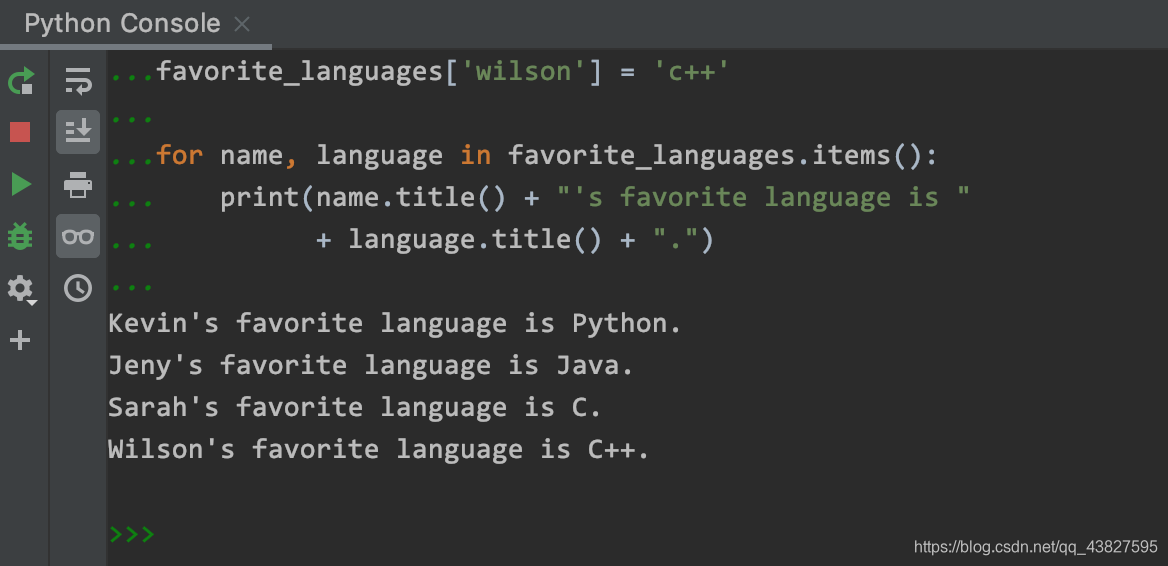 Python Console
...favorite_languages['wilson'] = 'c++'
...
...for name, language in favorite_languages.items():
...    print(name.title() + "'s favorite language is "
...          + language.title() + ".")
...
Kevin's favorite language is Python.
Jeny's favorite language is Java.
Sarah's favorite language is C.
Wilson's favorite language is C++.
>>>
https://blog.csdn.net/qq_43827595